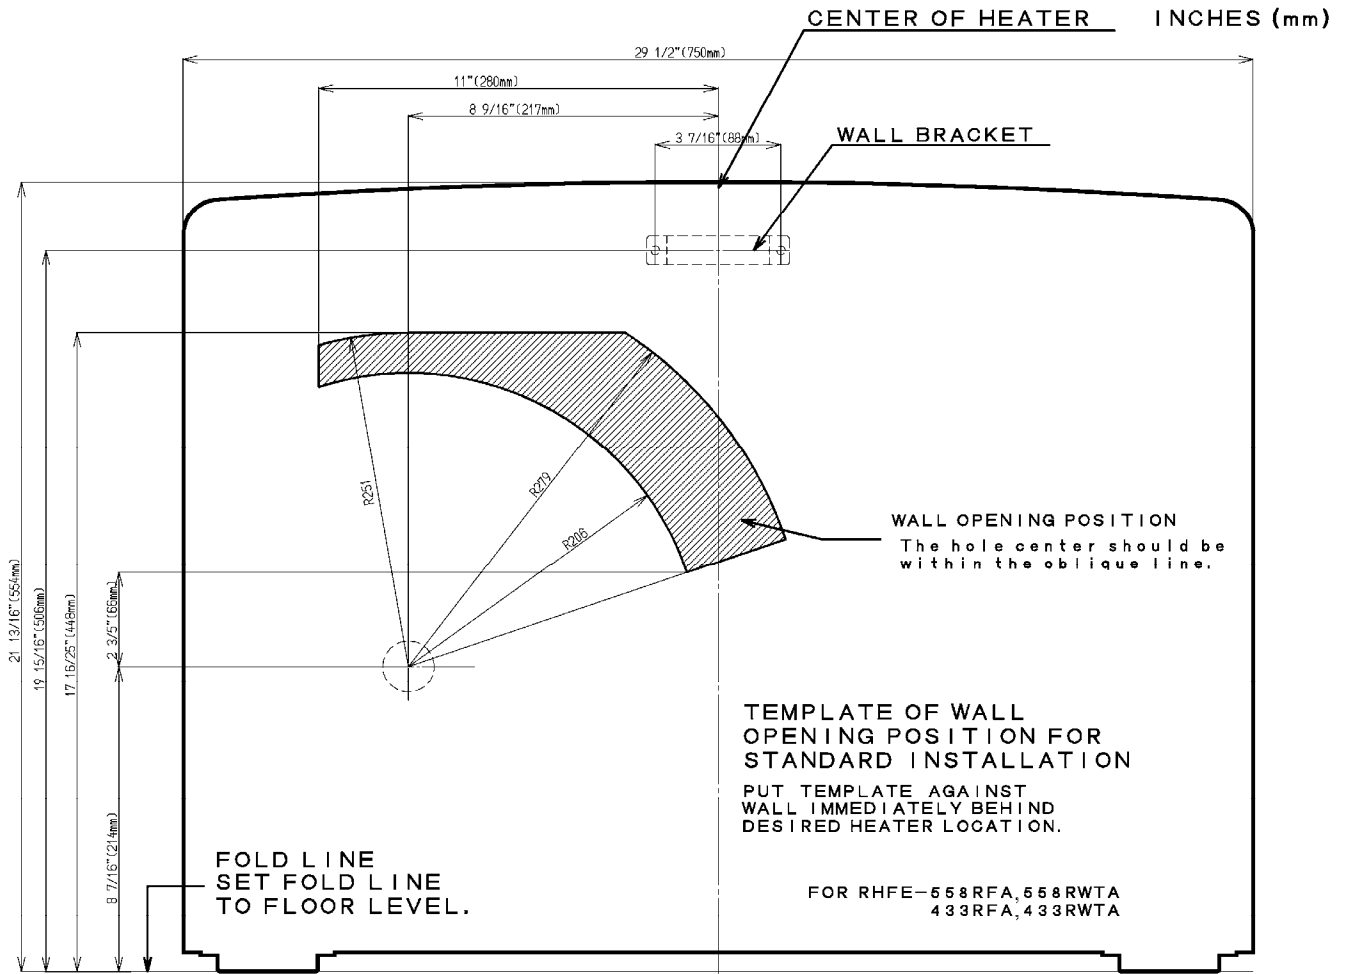 CENTER OF HEATER
INCHES (mm)
29 1/2"(750mm)
11"(280mm)
8 9/16"(217mm)
3 7/16"(88mm)
WALL BRACKET
R251
R279
R206
WALL OPENING POSITION
The hole center should be
within the oblique line.
21 13/16"(554mm)
19 15/16"(506mm)
17 16/25"(448mm)
2 3/5"(66mm)
8 7/16"(214mm)
TEMPLATE OF WALL
OPENING POSITION FOR
STANDARD INSTALLATION
PUT TEMPLATE AGAINST
WALL IMMEDIATELY BEHIND
DESIRED HEATER LOCATION.
FOLD LINE
SET FOLD LINE
TO FLOOR LEVEL.
FOR RHFE-558RFA,558RWTA
433RFA,433RWTA